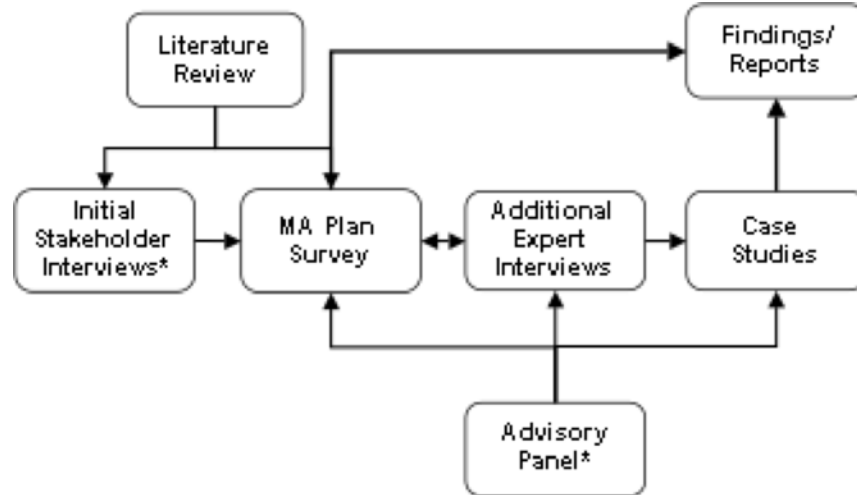 Literature
Review
Findings/
Reports
Initial
Stakeholder
Interviews*
MA Plan
Survey
Additional
Expert
Interviews
Case
Studies
Advisory
Panel*